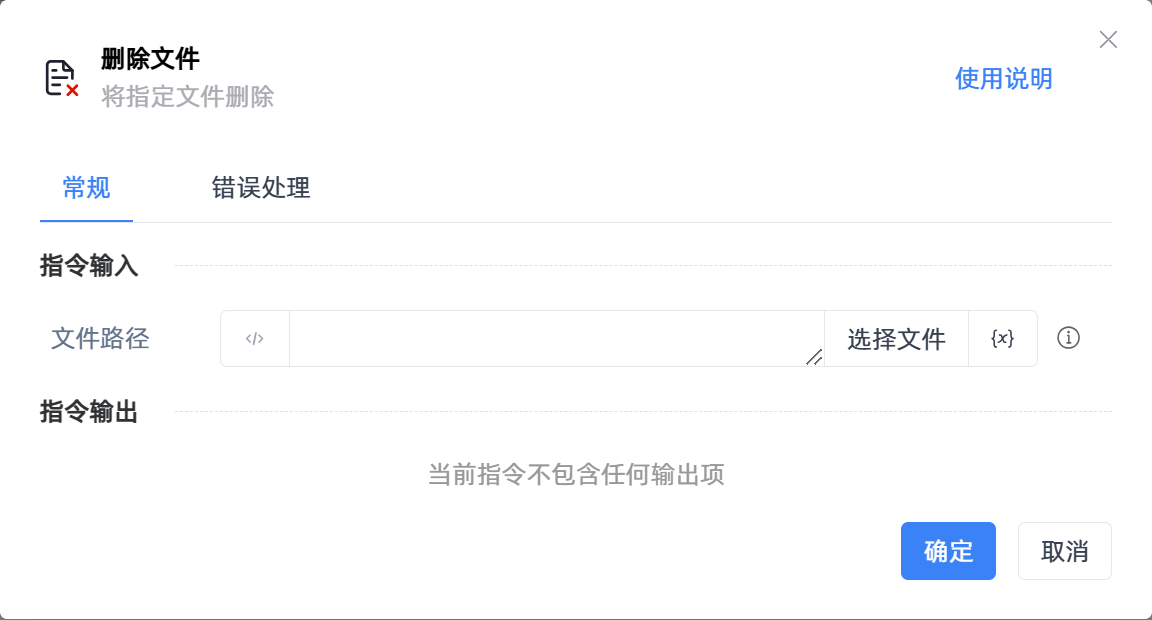 删除文件
将指定文件删除
使用说明
常规
错误处理
指令输入
文件路径
</>
选择文件
{x}
指令输出
当前指令不包含任何输出项
确定
取消